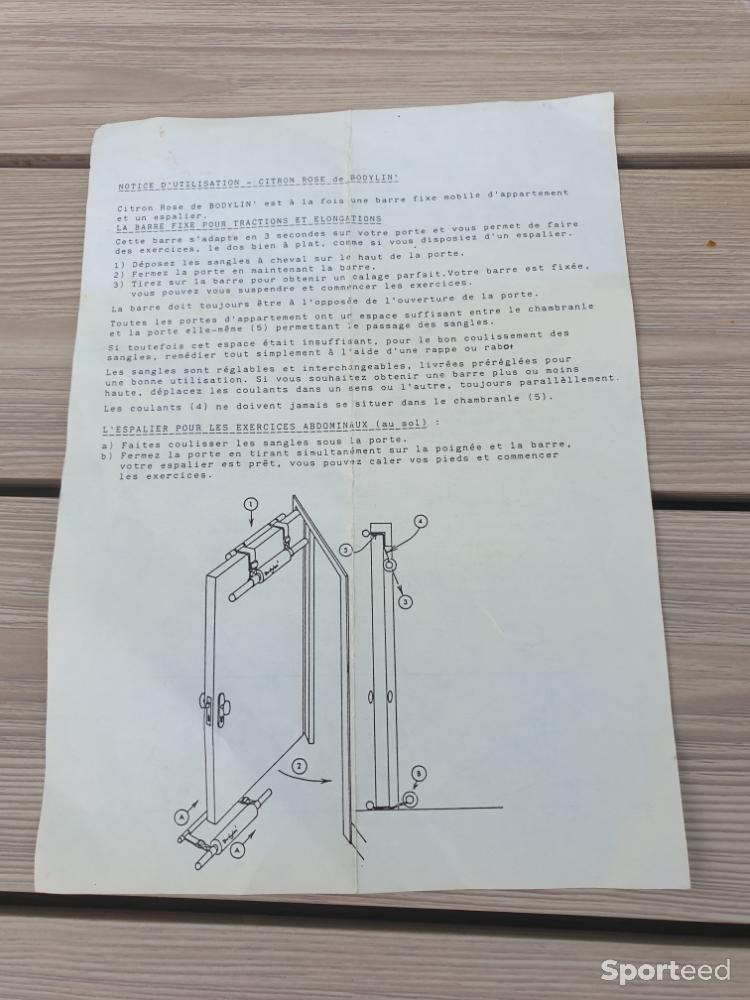 NOTICE D'UTILISATION - CITRON ROSE de BODYLIN'
Citron Rose de BODYLIN' est à la fois une barre fixe mobile d'appartement
et un espalier.
LA BARRE FIXE POUR TRACTIONS ET ELONGATIONS
Cette barre s'adapte en 3 secondes sur votre porte et vous permet de faire
des exercices, le dos bien à plat, comme si vous disposiez d'un espalier.
1) Déposez les sangles à cheval sur le haut de la porte.
2) Fermez la porte en maintenant la barre.
3) Tirez sur la barre pour obtenir un calage parfait.Votre barre est fixée,
vous pouvez vous suspendre et commencer les exercices.
La barre doit toujours être à l'opposée de l'ouverture de la porte.
Toutes les portes d'appartement ont un espace suffisant entre le chambranle
et la porte elle-même (5) permettant le passage des sangles.
Si toutefois cet espace était insuffisant, pour le bon coulissement des
sangles, remédier tout simplement à l'aide d'une rappe ou rabot
Les sangles sont réglables et interchangeables, livrées préréglées pour
une bonne utilisation. Si vous souhaitez obtenir une barre plus ou moins
haute, déplacez les coulants dans un sens ou l'autre, toujours parallèllement.
Les coulants (4) ne doivent jamais se situer dans le chambranle (5).
L'ESPALIER POUR LES EXERCICES ABDOMINAUX (au sol) :
a) Faites coulisser les sangles sous la porte.
b) Fermez la porte en tirant simultanément sur la poignée et la barre,
votre espalier est prêt, vous pouvez caler vos pieds et commencer
les exercices.
1
4
5
3
2
B
A
A
Sporteed